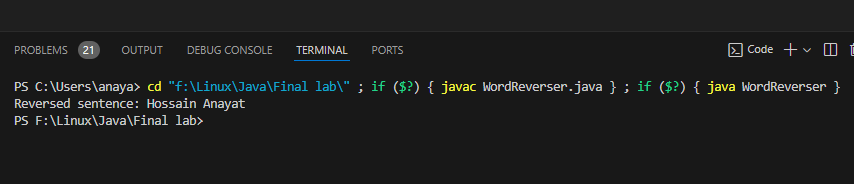 PROBLEMS 21 OUTPUT DEBUG CONSOLE TERMINAL PORTS Code
PS C:\Users\anaya> cd "f:\Linux\Java\Final lab\" ; if ($?) { javac WordReverser.java } ; if ($?) { java WordReverser }
Reversed sentence: Hossain Anayat
PS F:\Linux\Java\Final lab>